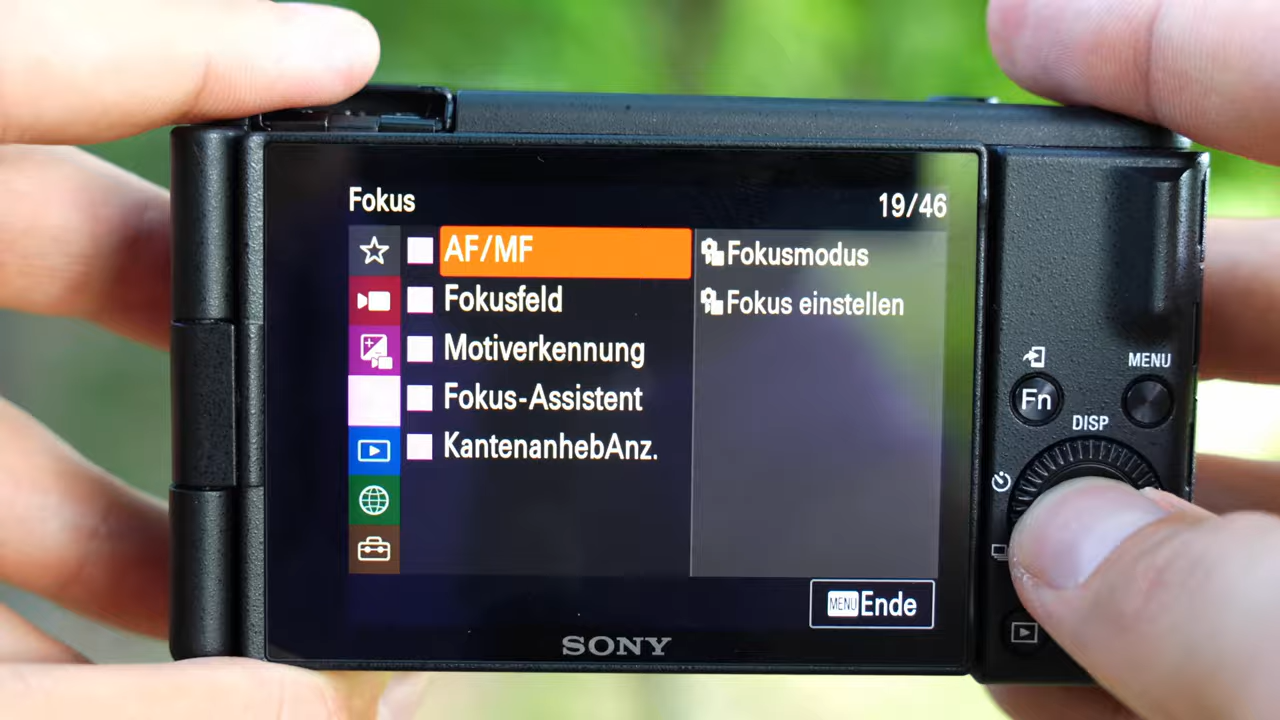 Fokus 19/46
AF/MF
Fokusfeld
Motiverkennung
Fokus-Assistent
KantenanhebAnz.
Fokusmodus
Fokus einstellen
MENU Ende
SONY
MENU
Fn
DISP